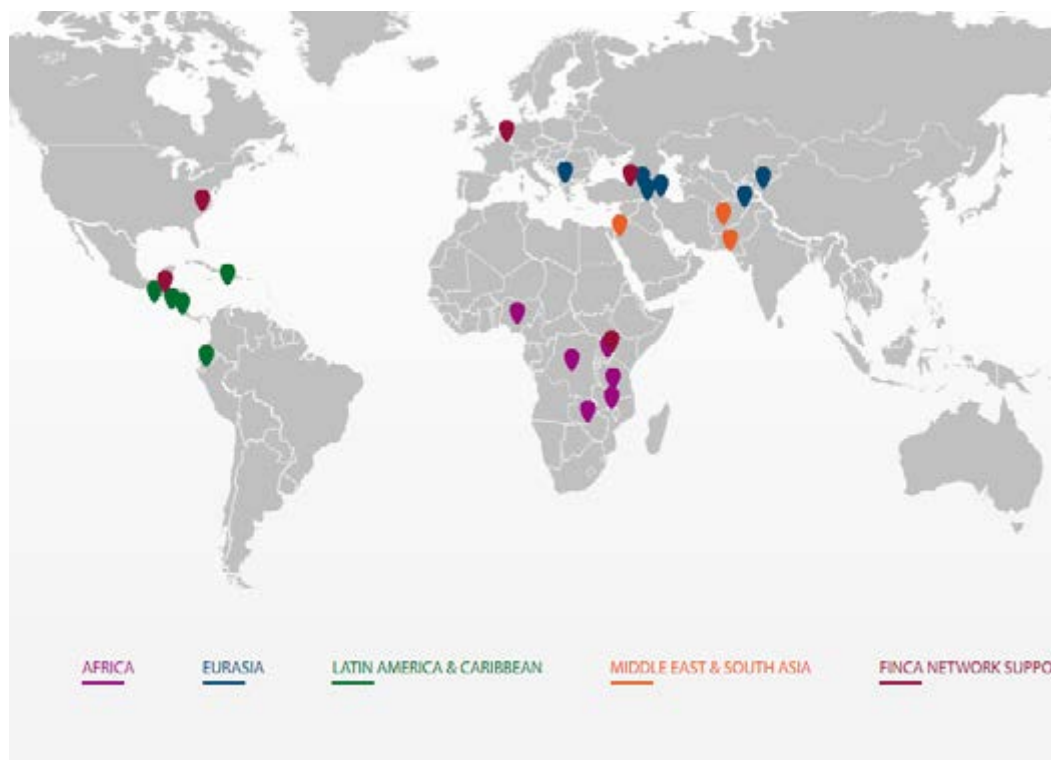 AFRICA
EURASIA
LATIN AMERICA & CARIBBEAN
MIDDLE EAST & SOUTH ASIA
FINCA NETWORK SUPPO